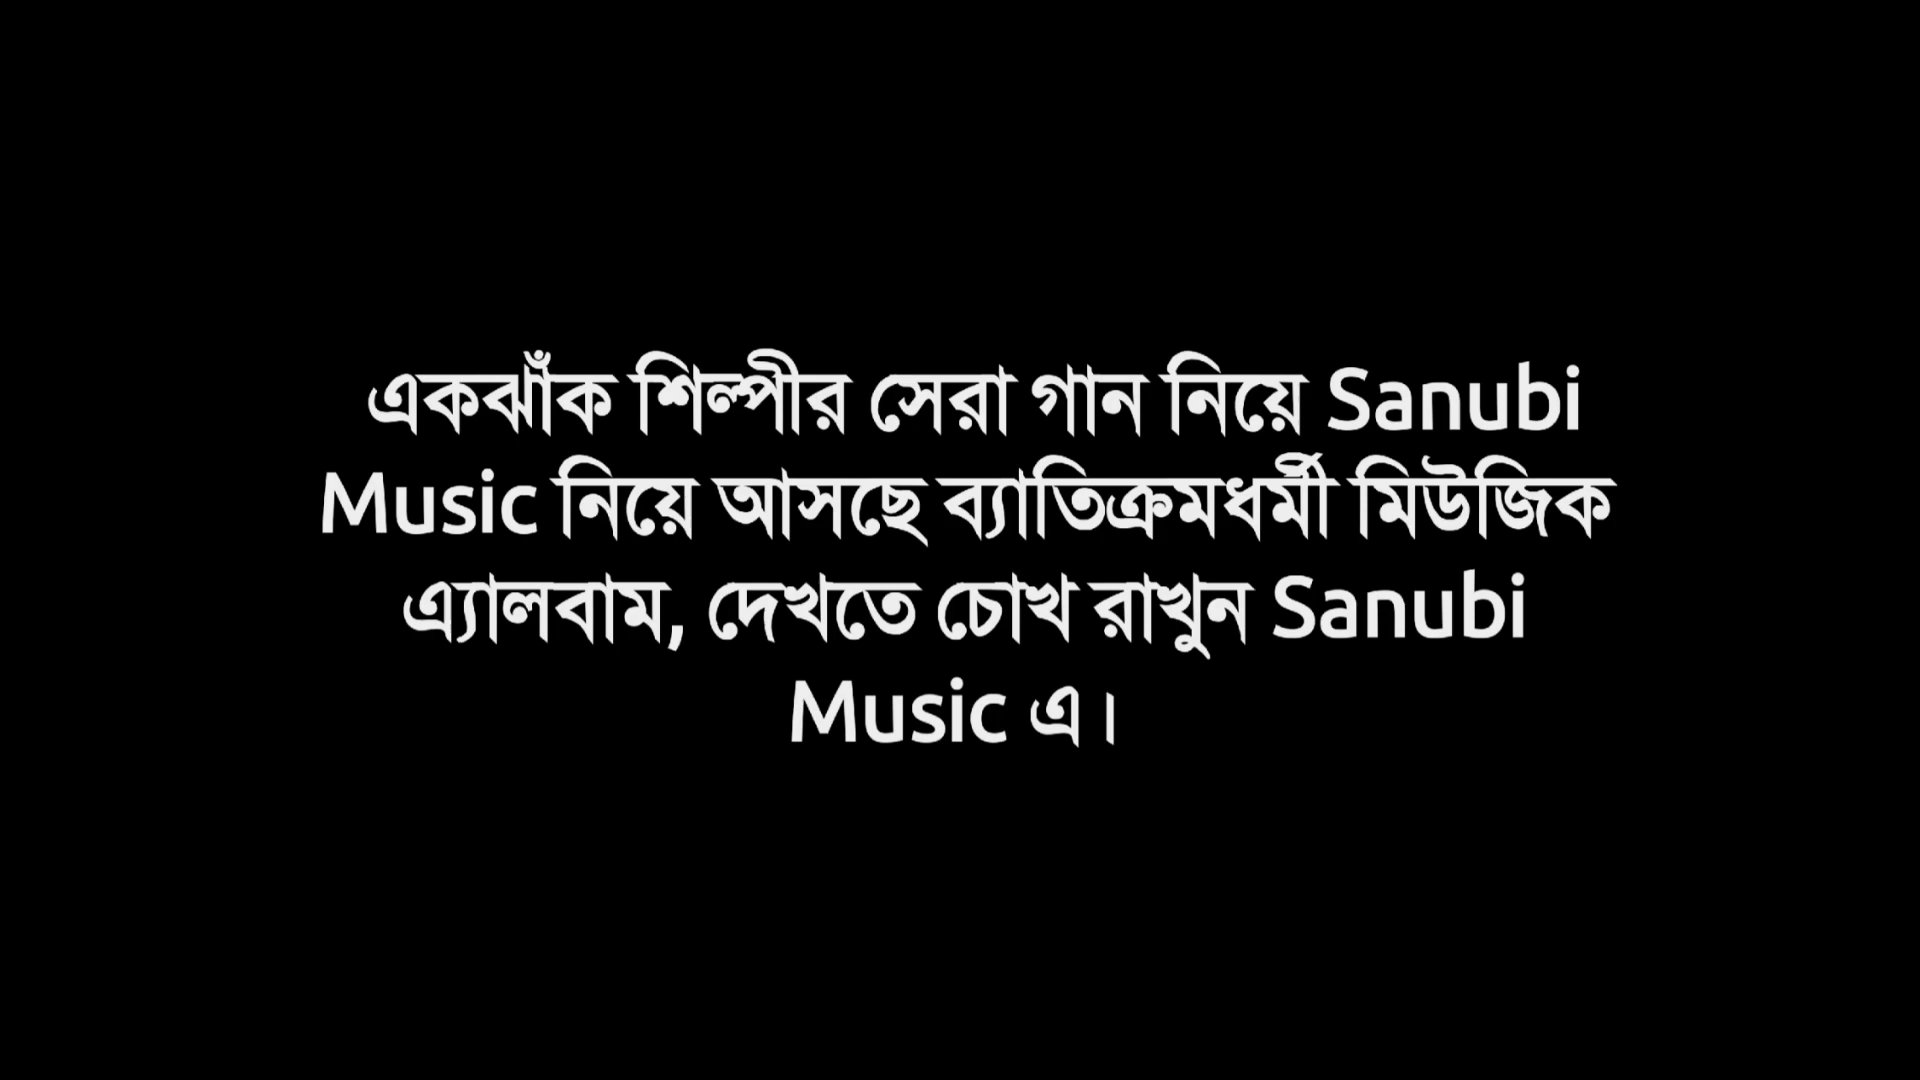 একঝাঁক শিল্পীর সেরা গান নিয়ে Sanubi
Music নিয়ে আসছে ব্যাতিক্রমধর্মী মিউজিক
এ্যালবাম, দেখতে চোখ রাখুন Sanubi
Music এ।